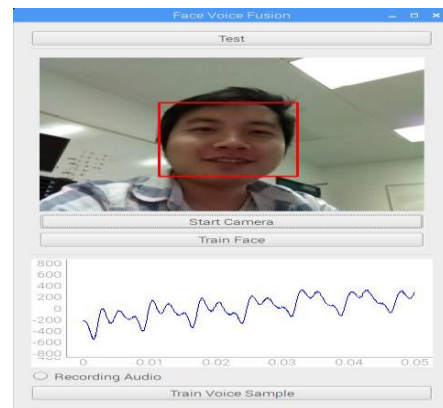 Face Voice Fusion
Test
Start Camera
Train Face
800
600
400
200
0
-200
-400
-600
-800
0 0.01 0.02 0.03 0.04 0.05
Recording Audio
Train Voice Sample